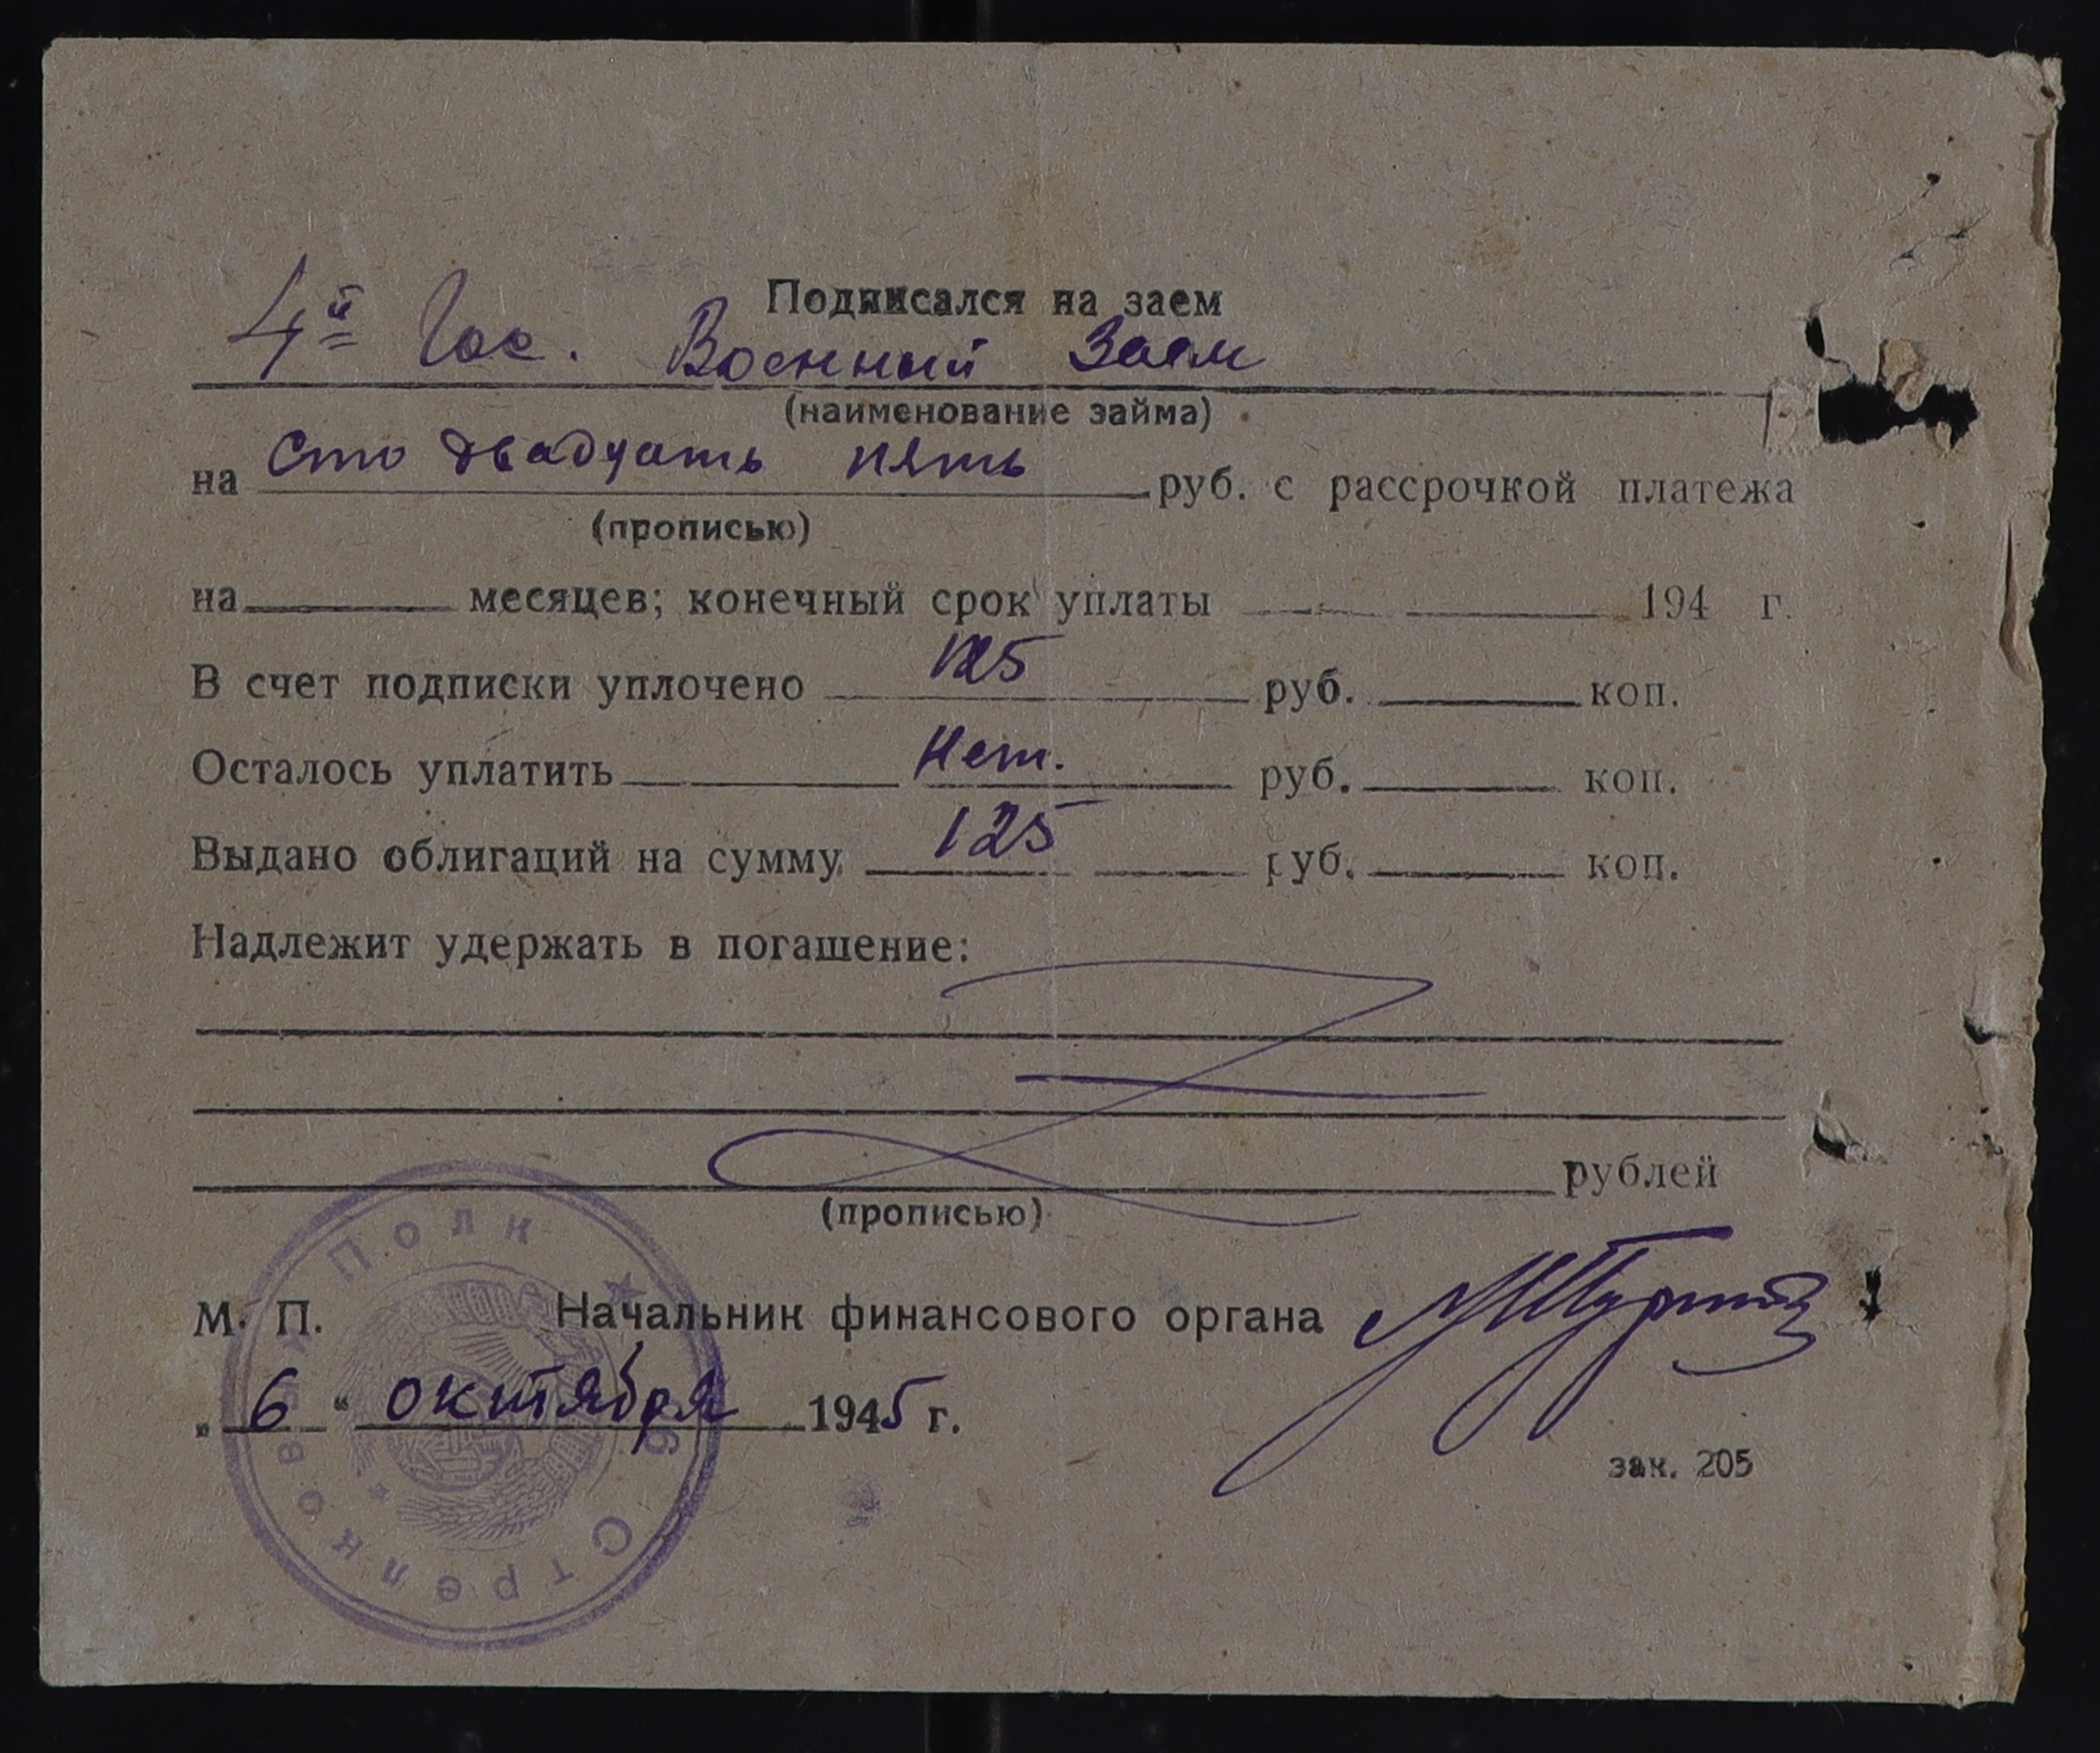 Подписался на заем
4й Гос. Военный Заем
(наименование займа)
на сто двадцать пять руб. с рассрочкой платежа
(прописью)
на месяцев; конечный срок уплаты 194 г.
В счет подписки уплочено 125 руб. коп.
Осталось уплатить Нет. руб. коп.
Выдано облигаций на сумму 125 руб. коп.
Надлежит удержать в погашение:
рублей
(прописью)
М. П. Начальник финансового органа
„ 6 “ октября 1945 г.
зак. 205
Стрелковый Полк